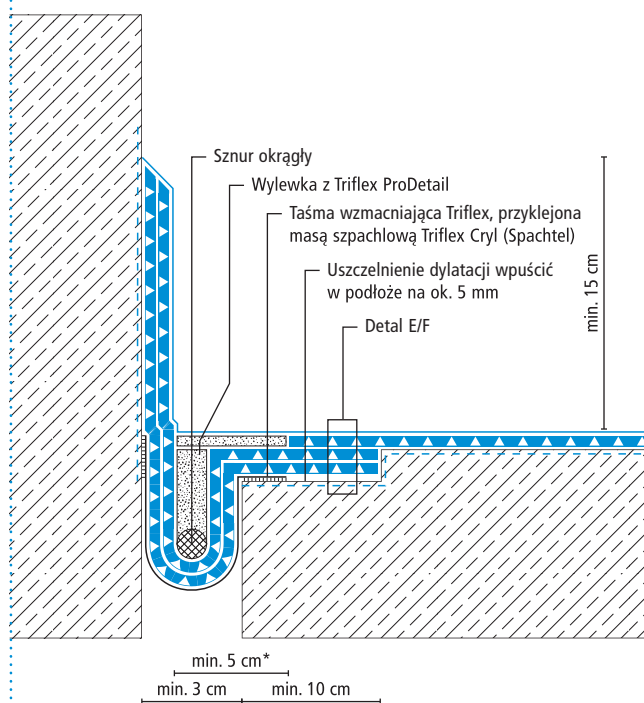 Sznur okrągły
Wylewka z Triflex ProDetail
Taśma wzmacniająca Triflex, przyklejona
masą szpachlową Triflex Cryl (Spachtel)
Uszczelnienie dylatacji wpuścić
w podłoże na ok. 5 mm
Detal E/F
min. 15 cm
min. 5 cm*
min. 3 cm
min. 10 cm